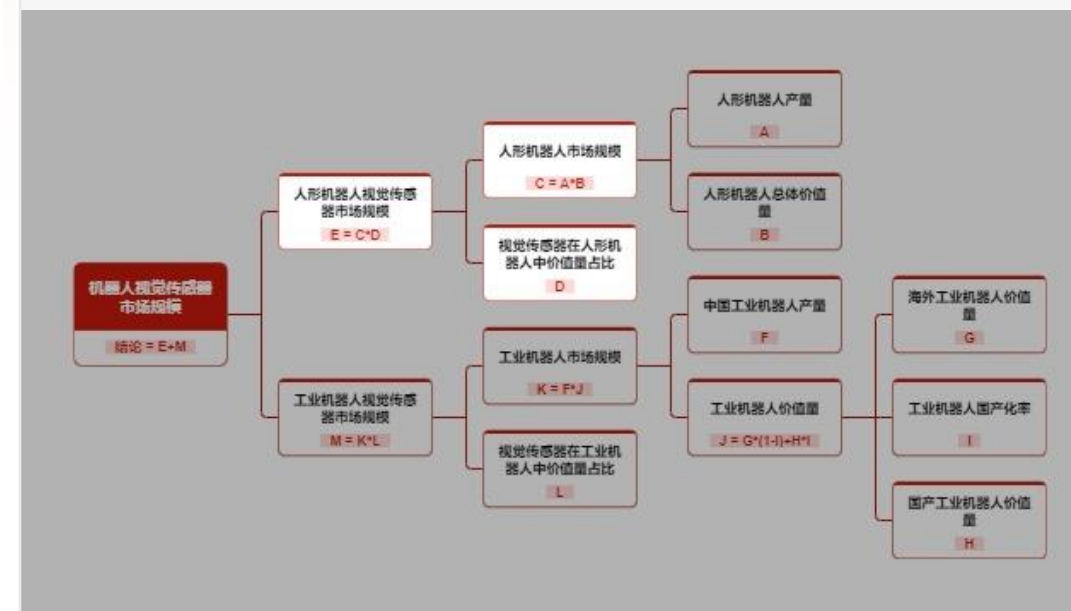 机器人视觉传感器
市场规模
结论 = E+M
人形机器人视觉传感
器市场规模
E = C*D
人形机器人市场规模
C = A*B
人形机器人产量
A
人形机器人总体价值
量
B
视觉传感器在人形机
器人中价值量占比
D
工业机器人视觉传感
器市场规模
M = K*L
工业机器人市场规模
K = F*J
中国工业机器人产量
F
工业机器人价值量
J = G*(1-I)+H*I
海外工业机器人价值
量
G
工业机器人国产化率
I
国产工业机器人价值
量
H
视觉传感器在工业机
器人中价值量占比
L